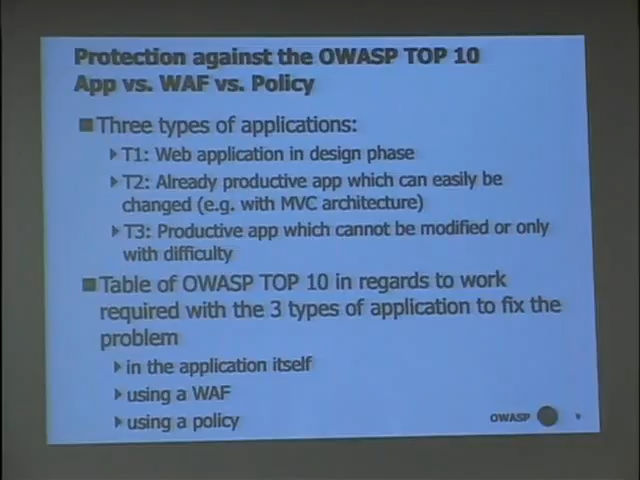 Protection against the OWASP TOP 10
App vs. WAF vs. Policy
Three types of applications:
T1: Web application in design phase
T2: Already productive app which can easily be
changed (e.g. with MVC architecture)
T3: Productive app which cannot be modified or only
with difficulty
Table of OWASP TOP 10 in regards to work
required with the 3 types of application to fix the
problem
in the application itself
using a WAF
using a policy
OWASP